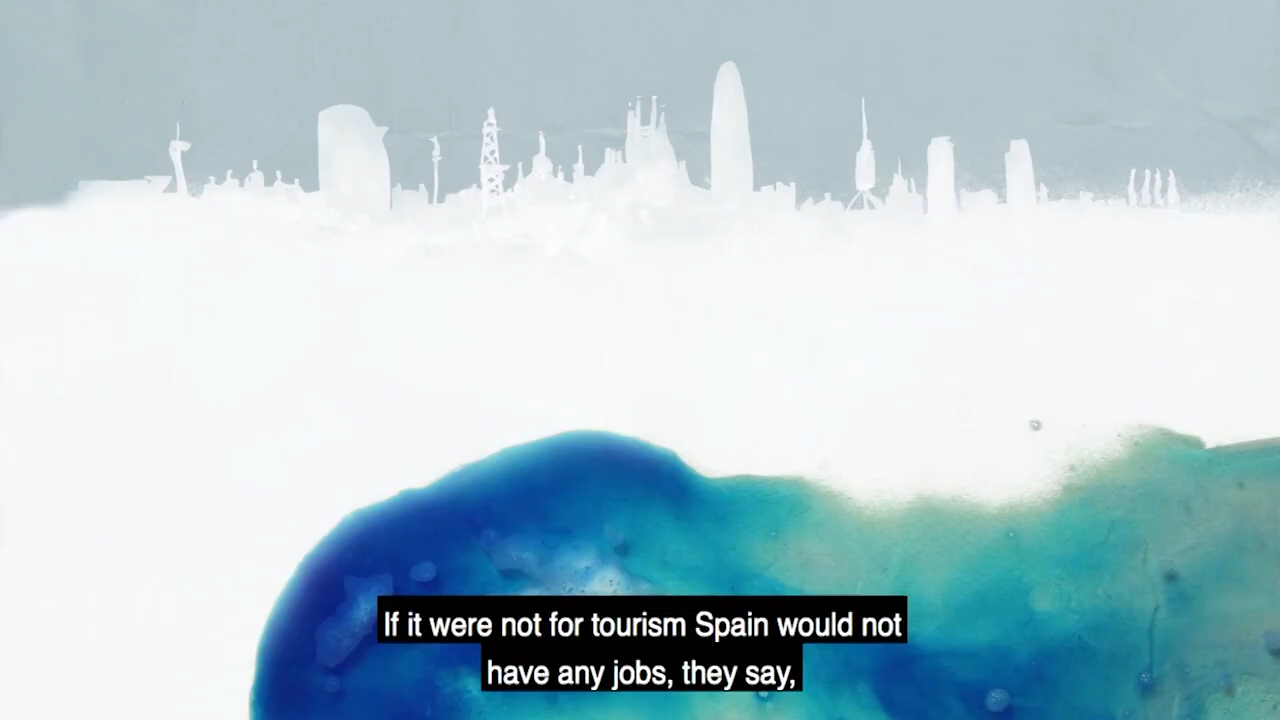 If it were not for tourism Spain would not
have any jobs, they say,